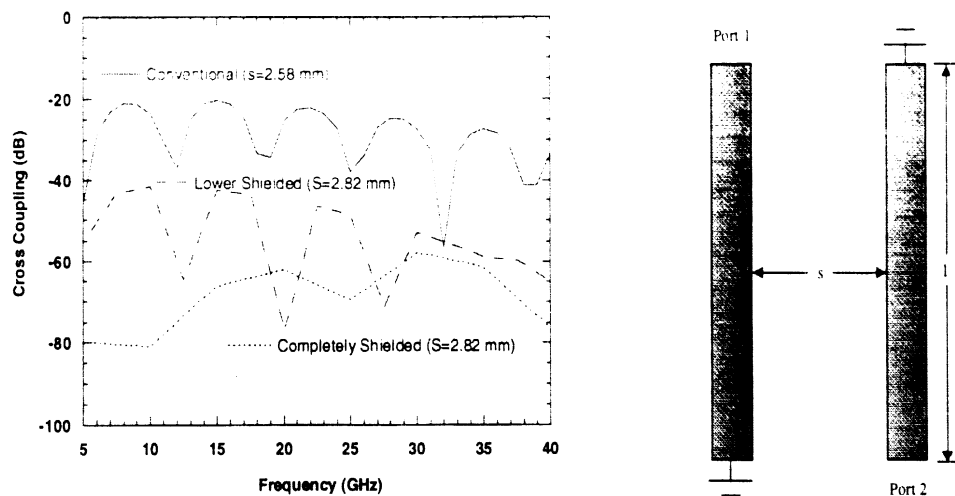 0
-20
-40
-60
-80
-100
5
10
15
20
25
30
35
40
Cross Coupling (dB)
Frequency (GHz)
Conventional (s=2.58 mm)
Lower Shielded (S=2.82 mm)
Completely Shielded (S=2.82 mm)
Port 1
s
l
Port 2